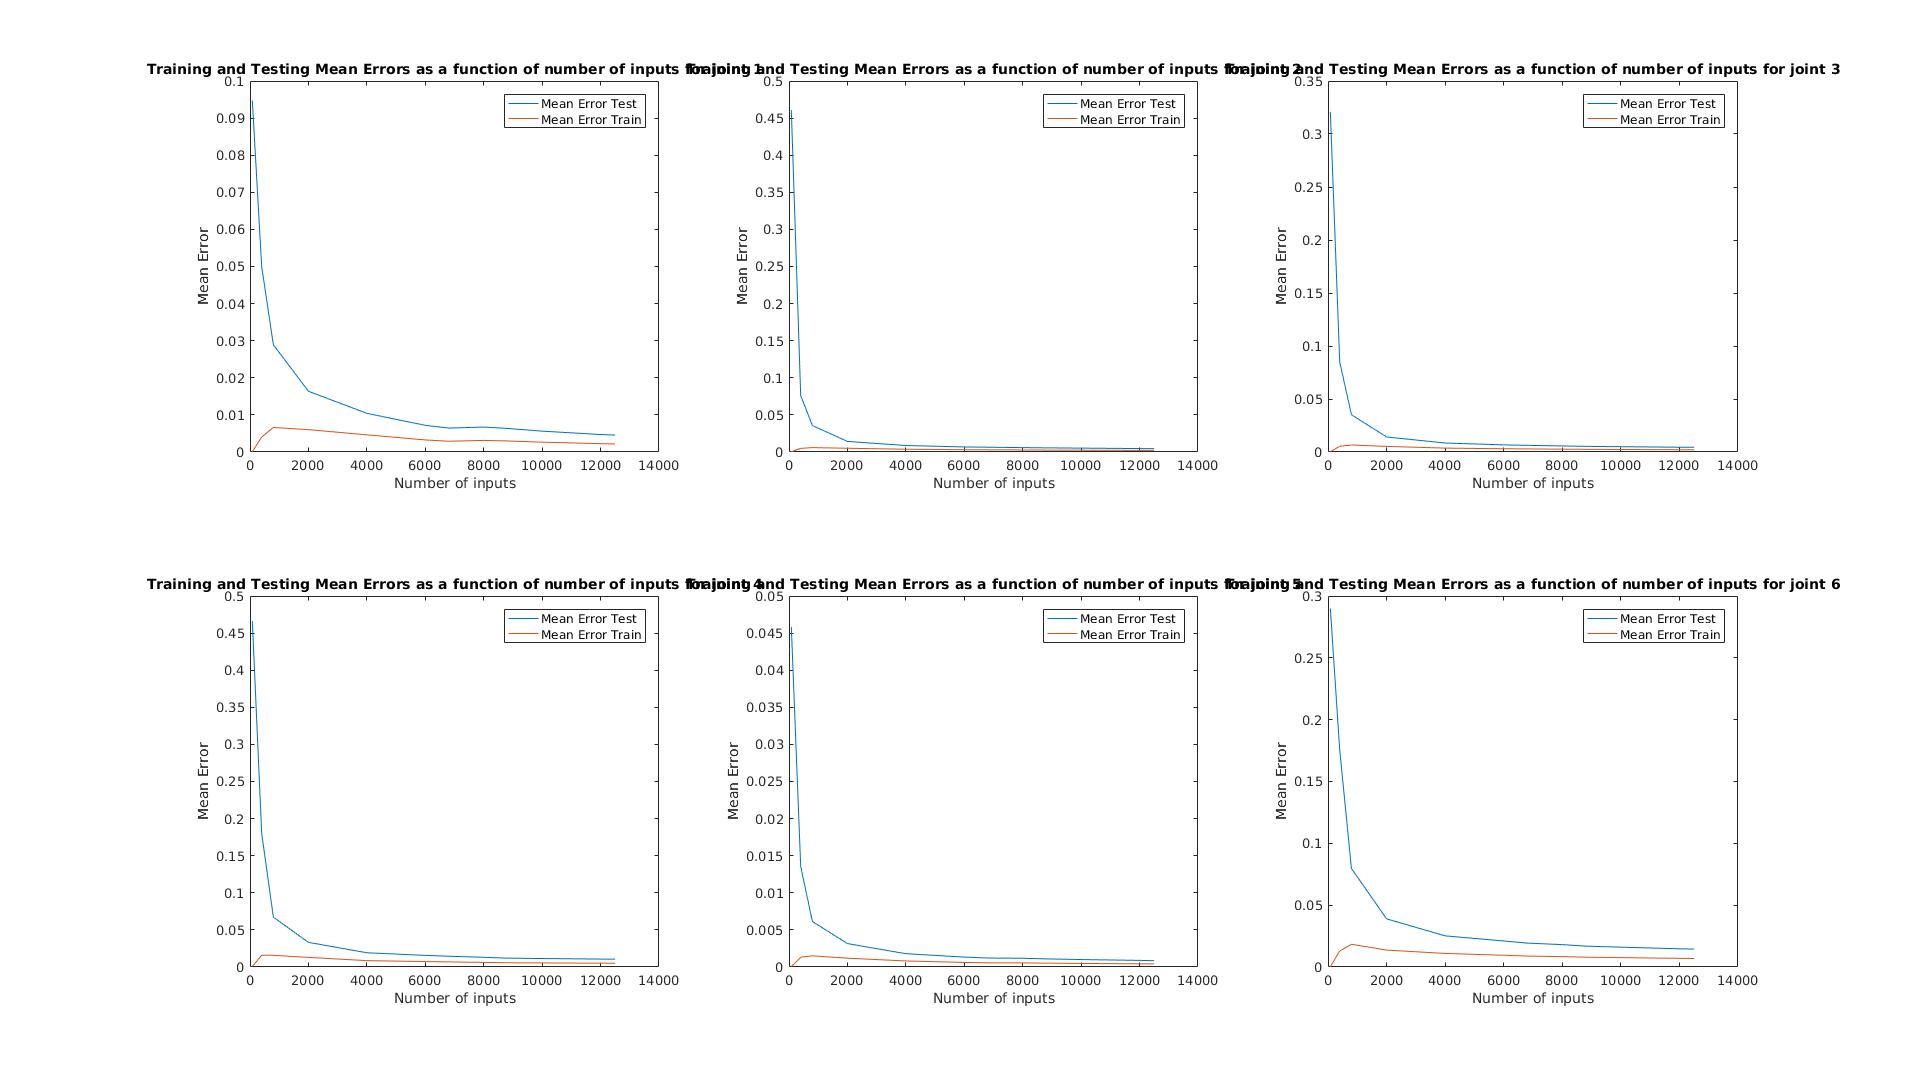 Training and Testing Mean Errors as a function of number of inputs for joint 1
0.1
0.09
0.08
0.07
0.06
0.05
0.04
0.03
0.02
0.01
0
Mean Error
0 2000 4000 6000 8000 10000 12000 14000
Number of inputs
Mean Error Test
Mean Error Train
Training and Testing Mean Errors as a function of number of inputs for joint 2
0.5
0.45
0.4
0.35
0.3
0.25
0.2
0.15
0.1
0.05
0
Mean Error
0 2000 4000 6000 8000 10000 12000 14000
Number of inputs
Mean Error Test
Mean Error Train
Training and Testing Mean Errors as a function of number of inputs for joint 3
0.35
0.3
0.25
0.2
0.15
0.1
0.05
0
Mean Error
0 2000 4000 6000 8000 10000 12000 14000
Number of inputs
Mean Error Test
Mean Error Train
Training and Testing Mean Errors as a function of number of inputs for joint 4
0.5
0.45
0.4
0.35
0.3
0.25
0.2
0.15
0.1
0.05
0
Mean Error
0 2000 4000 6000 8000 10000 12000 14000
Number of inputs
Mean Error Test
Mean Error Train
Training and Testing Mean Errors as a function of number of inputs for joint 5
0.05
0.045
0.04
0.035
0.03
0.025
0.02
0.015
0.01
0.005
0
Mean Error
0 2000 4000 6000 8000 10000 12000 14000
Number of inputs
Mean Error Test
Mean Error Train
Training and Testing Mean Errors as a function of number of inputs for joint 6
0.3
0.25
0.2
0.15
0.1
0.05
0
Mean Error
0 2000 4000 6000 8000 10000 12000 14000
Number of inputs
Mean Error Test
Mean Error Train